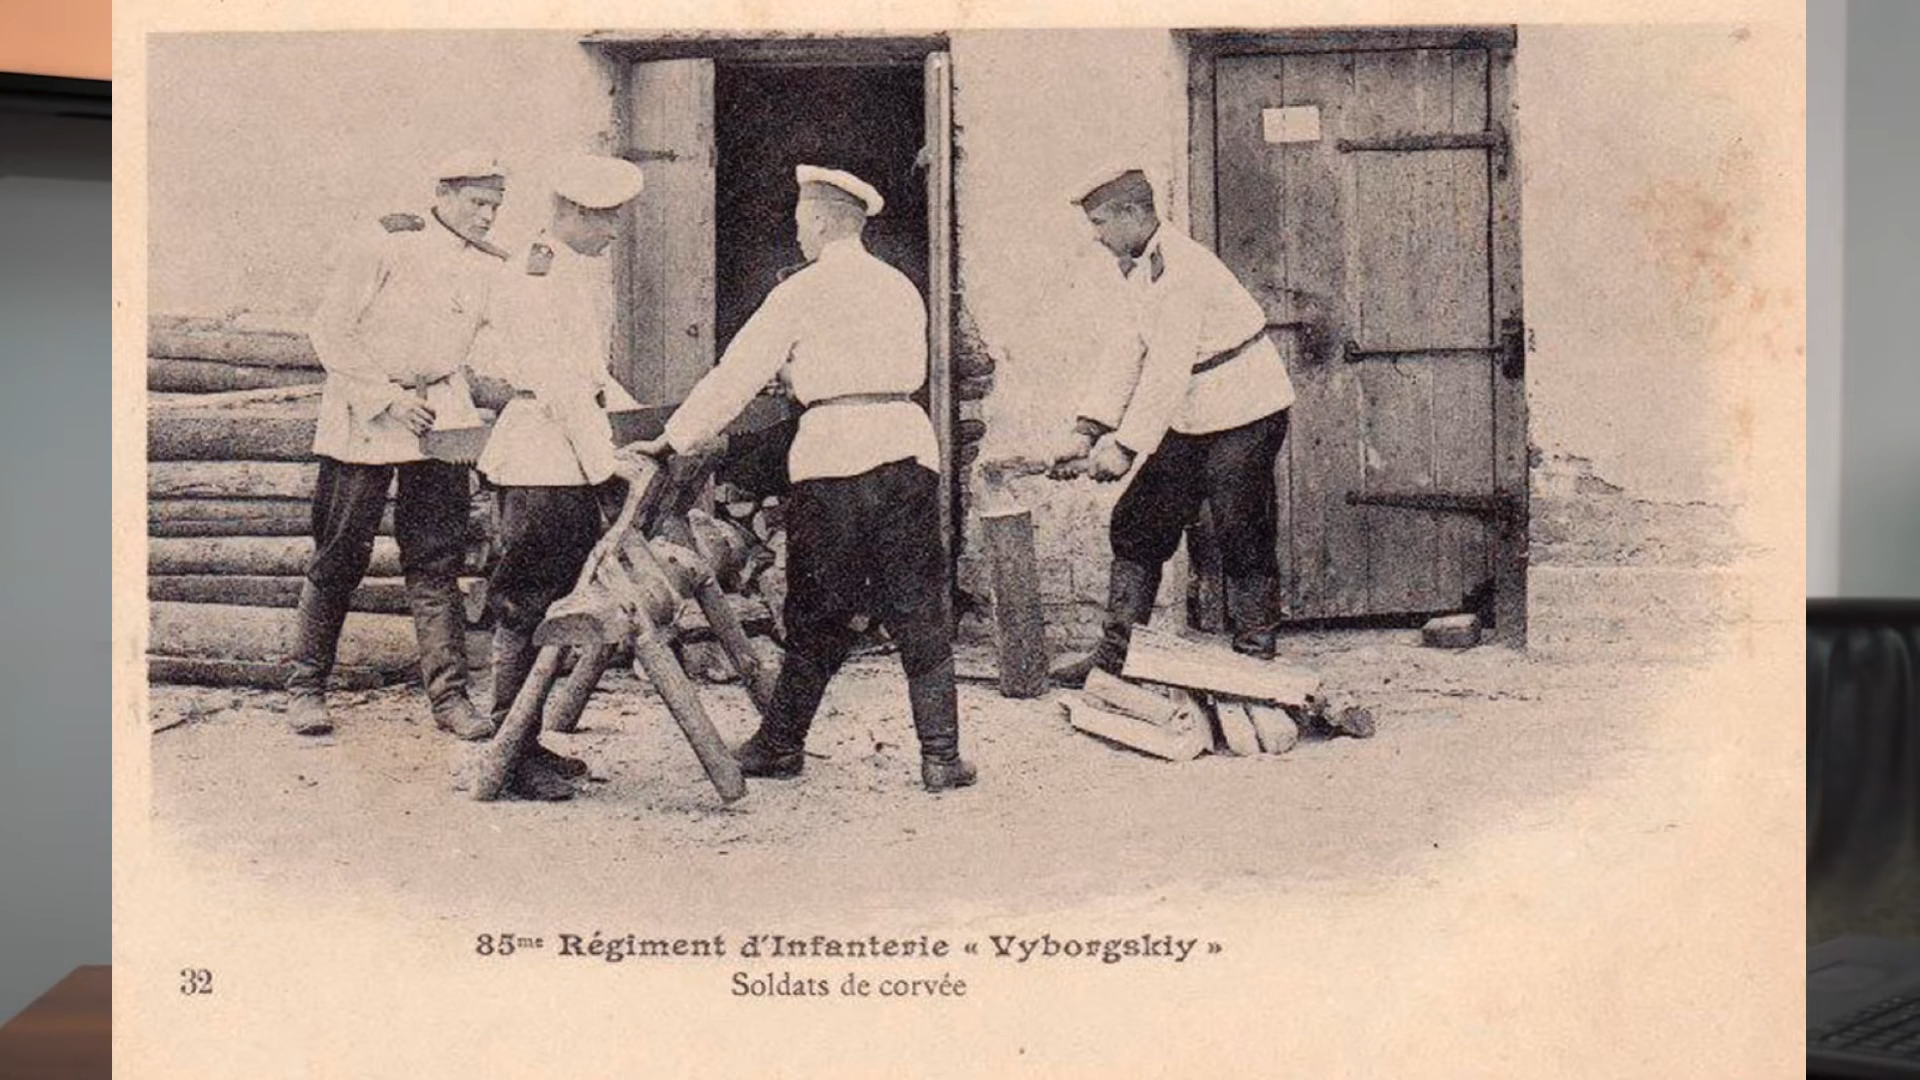 85me Régiment d'Infanterie « Vyborgskiy »
32
Soldats de corvée